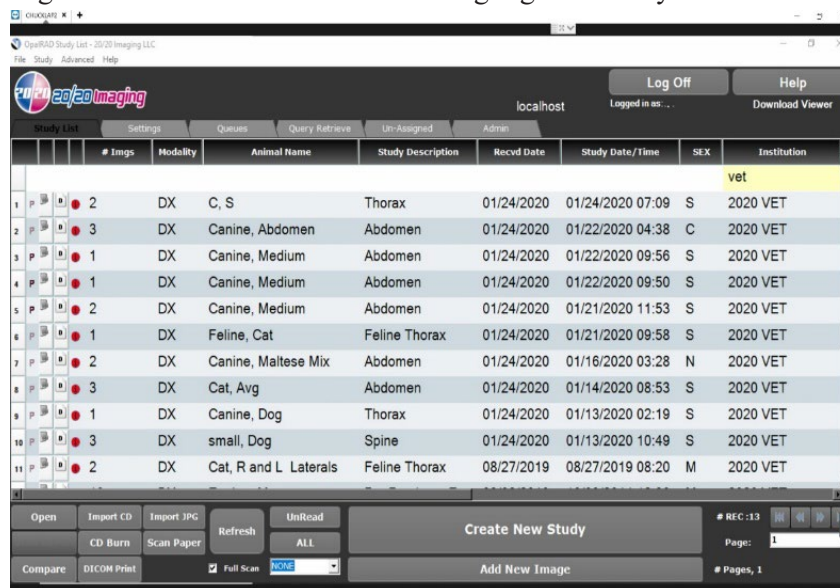 OpalRAD Study List - 20/20 Imaging LLC
File Study Advanced Help
20/20 20/20 Imaging
Log Off
Help
localhost
Logged in as:
Download Viewer
Study List Settings Queues Query Retrieve Un-Assigned Admin
# Imgs Modality Animal Name Study Description Recvd Date Study Date/Time SEX Institution
vet
1 P D 2 DX C, S Thorax 01/24/2020 01/24/2020 07:09 S 2020 VET
2 P D 3 DX Canine, Abdomen Abdomen 01/24/2020 01/22/2020 04:38 C 2020 VET
3 P D 1 DX Canine, Medium Abdomen 01/24/2020 01/22/2020 09:56 S 2020 VET
4 P D 1 DX Canine, Medium Abdomen 01/24/2020 01/22/2020 09:50 S 2020 VET
5 P D 2 DX Canine, Medium Abdomen 01/24/2020 01/21/2020 11:53 S 2020 VET
6 P D 1 DX Feline, Cat Feline Thorax 01/24/2020 01/21/2020 09:58 S 2020 VET
7 P D 2 DX Canine, Maltese Mix Abdomen 01/24/2020 01/16/2020 03:28 N 2020 VET
8 P D 3 DX Cat, Avg Abdomen 01/24/2020 01/14/2020 08:53 S 2020 VET
9 P D 1 DX Canine, Dog Thorax 01/24/2020 01/13/2020 02:19 S 2020 VET
10 P D 3 DX small, Dog Spine 01/24/2020 01/13/2020 10:49 S 2020 VET
11 P D 2 DX Cat, R and L Laterals Feline Thorax 08/27/2019 08/27/2019 08:20 M 2020 VET
Open Import CD Import JPG Refresh UnRead Create New Study # REC :13
CD Burn Scan Paper ALL Page: 1
Compare DICOM Print Full Scan NONE Add New Image # Pages, 1